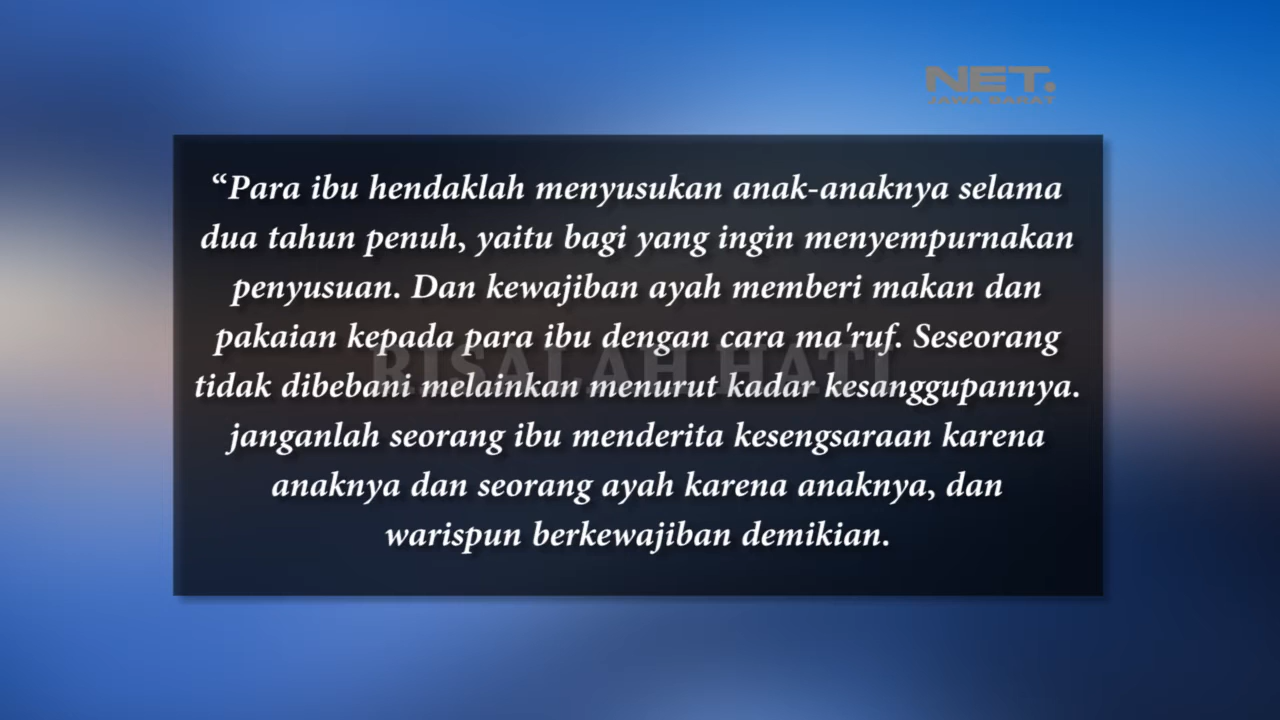 NET.
JAWA BARAT
“Para ibu hendaklah menyusukan anak-anaknya selama
dua tahun penuh, yaitu bagi yang ingin menyempurnakan
penyusuan. Dan kewajiban ayah memberi makan dan
pakaian kepada para ibu dengan cara ma'ruf. Seseorang
tidak dibebani melainkan menurut kadar kesanggupannya.
janganlah seorang ibu menderita kesengsaraan karena
anaknya dan seorang ayah karena anaknya, dan
warispun berkewajiban demikian.
RISALAH HATI